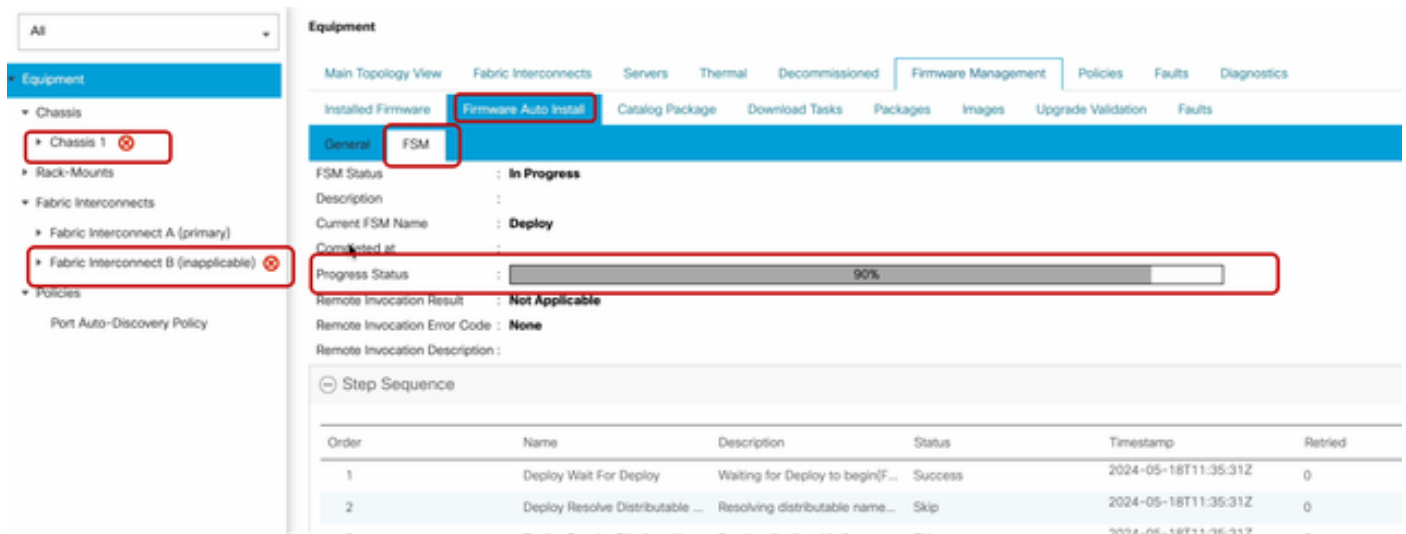 All
Equipment
Chassis
Chassis 1
Rack-Mounts
Fabric Interconnects
Fabric Interconnect A (primary)
Fabric Interconnect B (inapplicable)
Policies
Port Auto-Discovery Policy
Equipment
Main Topology View Fabric Interconnects Servers Thermal Decommissioned Firmware Management Policies Faults Diagnostics
Installed Firmware Firmware Auto Install Catalog Package Download Tasks Packages Images Upgrade Validation Faults
General FSM
FSM Status : In Progress
Description :
Current FSM Name : Deploy
Completed at :
Progress Status : 90%
Remote Invocation Result : Not Applicable
Remote Invocation Error Code : None
Remote Invocation Description :
Step Sequence
Order Name Description Status Timestamp Retried
1 Deploy Wait For Deploy Waiting for Deploy to begin(F... Success 2024-05-18T11:35:31Z 0
2 Deploy Resolve Distributable ... Resolving distributable name... Skip 2024-05-18T11:35:31Z 0
2024-05-18T11:35:31Z